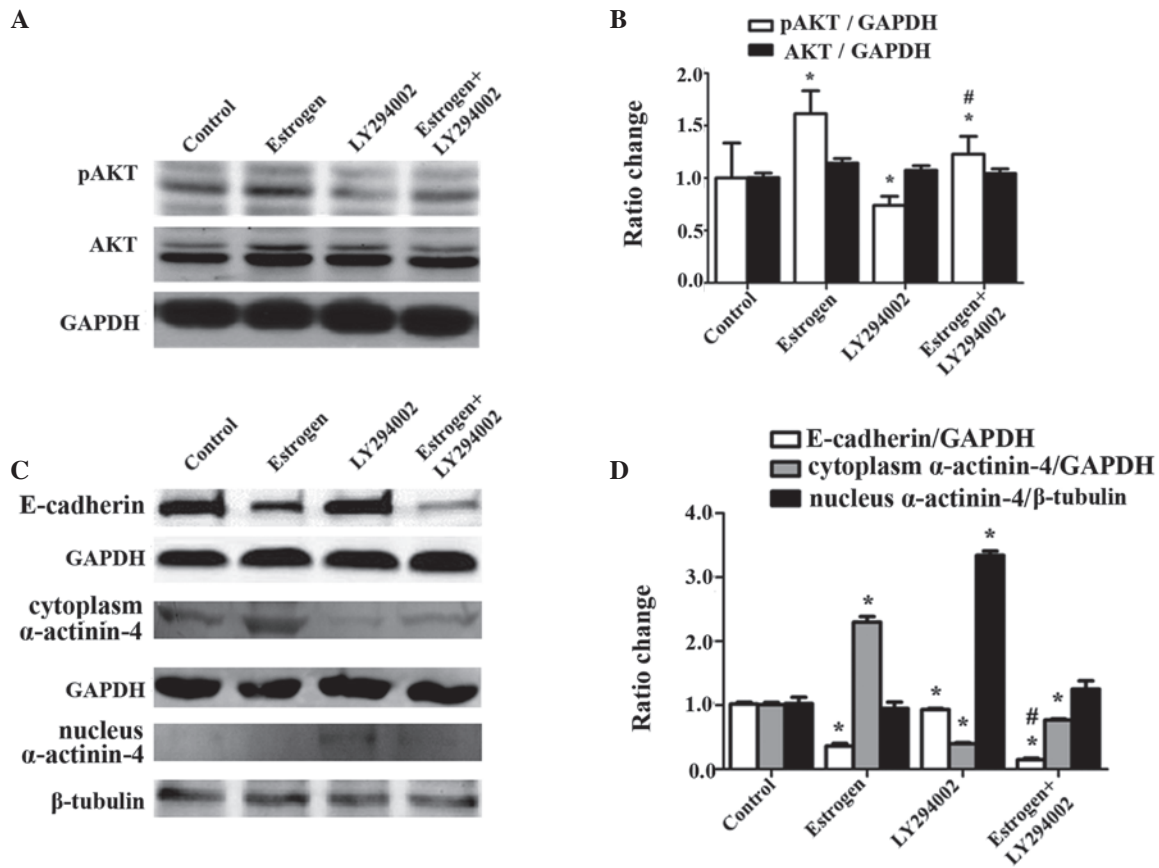 A
Control
Estrogen
LY294002
Estrogen+
LY294002
pAKT
AKT
GAPDH
B
pAKT / GAPDH
AKT / GAPDH
Ratio change
2.0
1.5
1.0
0.5
0.0
*
*
#
*
Control
Estrogen
LY294002
Estrogen+
LY294002
C
Control
Estrogen
LY294002
Estrogen+
LY294002
E-cadherin
GAPDH
cytoplasm
α-actinin-4
GAPDH
nucleus
α-actinin-4
β-tubulin
D
E-cadherin/GAPDH
cytoplasm α-actinin-4/GAPDH
nucleus α-actinin-4/β-tubulin
Ratio change
4.0
3.0
2.0
1.0
0.0
*
*
*
*
*
#
*
*
Control
Estrogen
LY294002
Estrogen+
LY294002